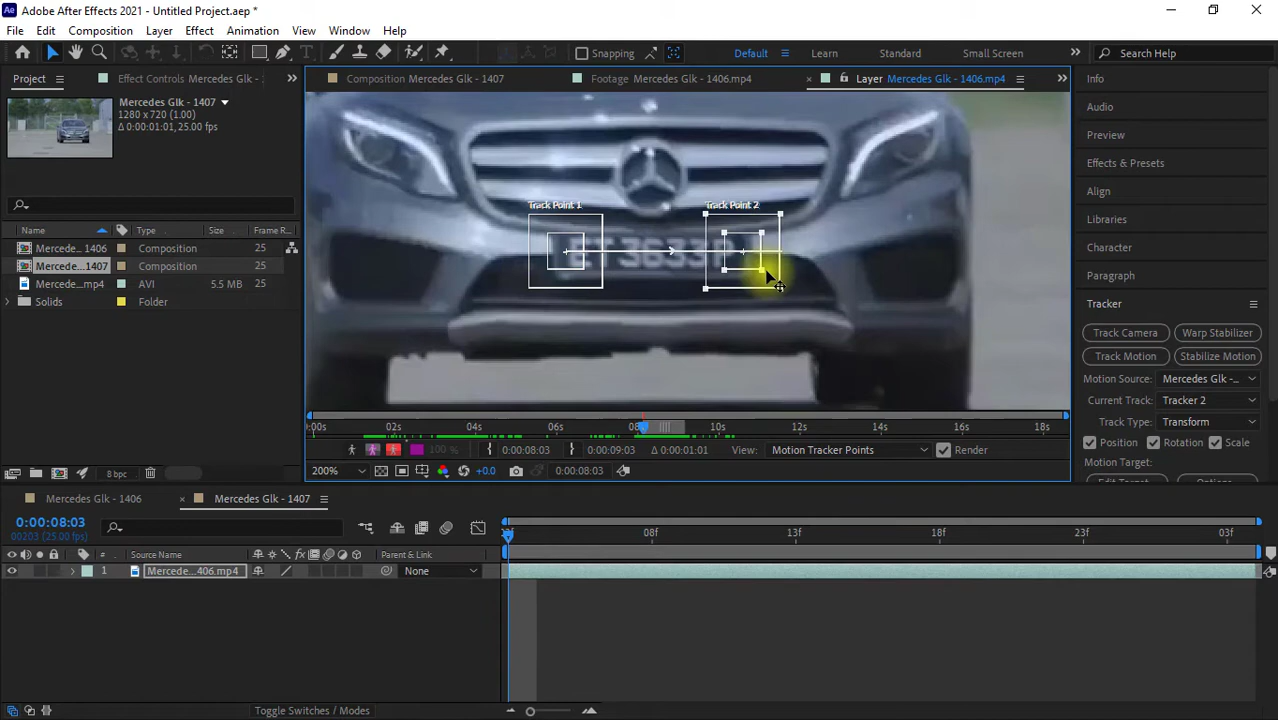 Adobe After Effects 2021 - Untitled Project.aep *
File Edit Composition Layer Effect Animation View Window Help
Snapping Default Learn Standard Small Screen Search Help
Project Effect Controls Mercedes Glk - Composition Mercedes Glk - 1407 Footage Mercedes Glk - 1406.mp4 Layer Mercedes Glk - 1406.mp4
Mercedes Glk - 1407
1280 x 720 (1.00)
Δ 0:00:01:01, 25.00 fps
Name Type Size Frame R...
Mercede... 1406 Composition 25
Mercede...1407 Composition 25
Mercede...mp4 AVI 5.5 MB 25
Solids Folder
8 bpc
Track Point 1 Track Point 2
ET 3633P
:00s 02s 04s 06s 08s 10s 12s 14s 16s 18s
100 % 0:00:08:03 0:00:09:03 Δ 0:00:01:01 View: Motion Tracker Points Render
200% +0.0 0:00:08:03
Info
Audio
Preview
Effects & Presets
Align
Libraries
Character
Paragraph
Tracker
Track Camera Warp Stabilizer
Track Motion Stabilize Motion
Motion Source: Mercedes Glk -...
Current Track: Tracker 2
Track Type: Transform
Position Rotation Scale
Motion Target:
Mercedes Glk - 1406 Mercedes Glk - 1407
0:00:08:03
00203 (25.00 fps)
# Source Name Parent & Link
1 Mercede...406.mp4 None
08f 13f 18f 23f 03f
Toggle Switches / Modes